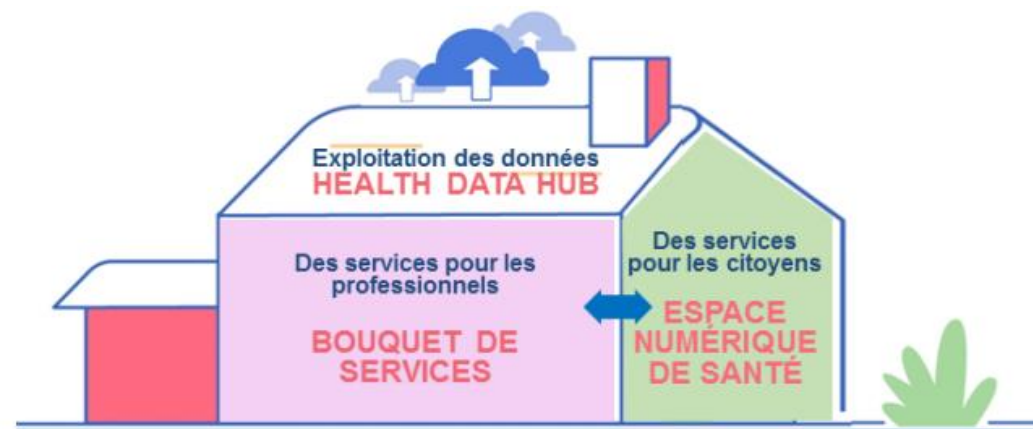 Exploitation des données
HEALTH DATA HUB
Des services pour les
professionnels
BOUQUET DE
SERVICES
Des services
pour les citoyens
ESPACE
NUMÉRIQUE
DE SANTÉ